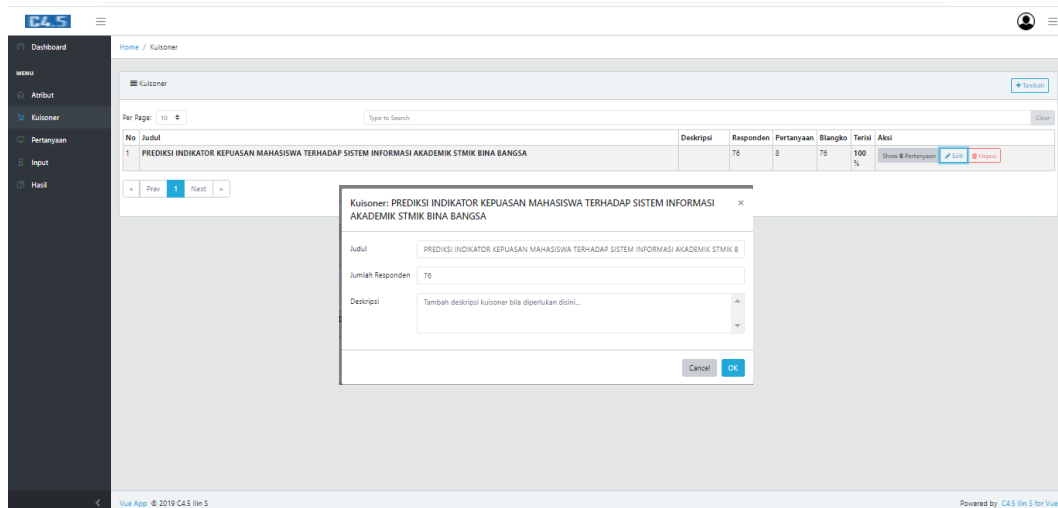 C4.5
Dashboard
Home / Kuisoner
MENU
Atribut
Kuisoner
Pertanyaan
Input
Hasil
Kuisoner
+ Tambah
Per Page: 10
Type to Search
Clear
No Judul Deskripsi Responden Pertanyaan Blangko Terisi Aksi
1 PREDIKSI INDIKATOR KEPUASAN MAHASISWA TERHADAP SISTEM INFORMASI AKADEMIK STMIK BINA BANGSA 76 8 76 100 % Show 8 Pertanyaan Edit Hapus
« Prev 1 Next »
Kuisoner: PREDIKSI INDIKATOR KEPUASAN MAHASISWA TERHADAP SISTEM INFORMASI
AKADEMIK STMIK BINA BANGSA
×
Judul PREDIKSI INDIKATOR KEPUASAN MAHASISWA TERHADAP SISTEM INFORMASI AKADEMIK STMIK B
Jumlah Responden 76
Deskripsi Tambah deskripsi kuisoner bila diperlukan disini...
Cancel OK
Vue App © 2019 C4.5 Ilin S
Powered by C4.5 Ilin S for Vue